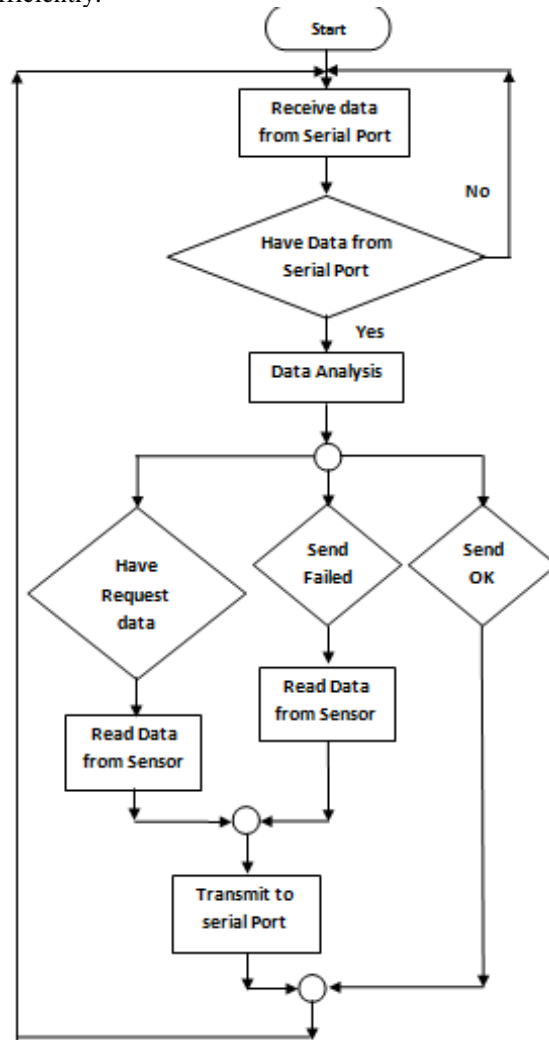 Start
Receive data
from Serial Port
No
Have Data from
Serial Port
Yes
Data Analysis
Have
Request
data
Send
Failed
Send
OK
Read Data
from Sensor
Read Data
from Sensor
Transmit to
serial Port